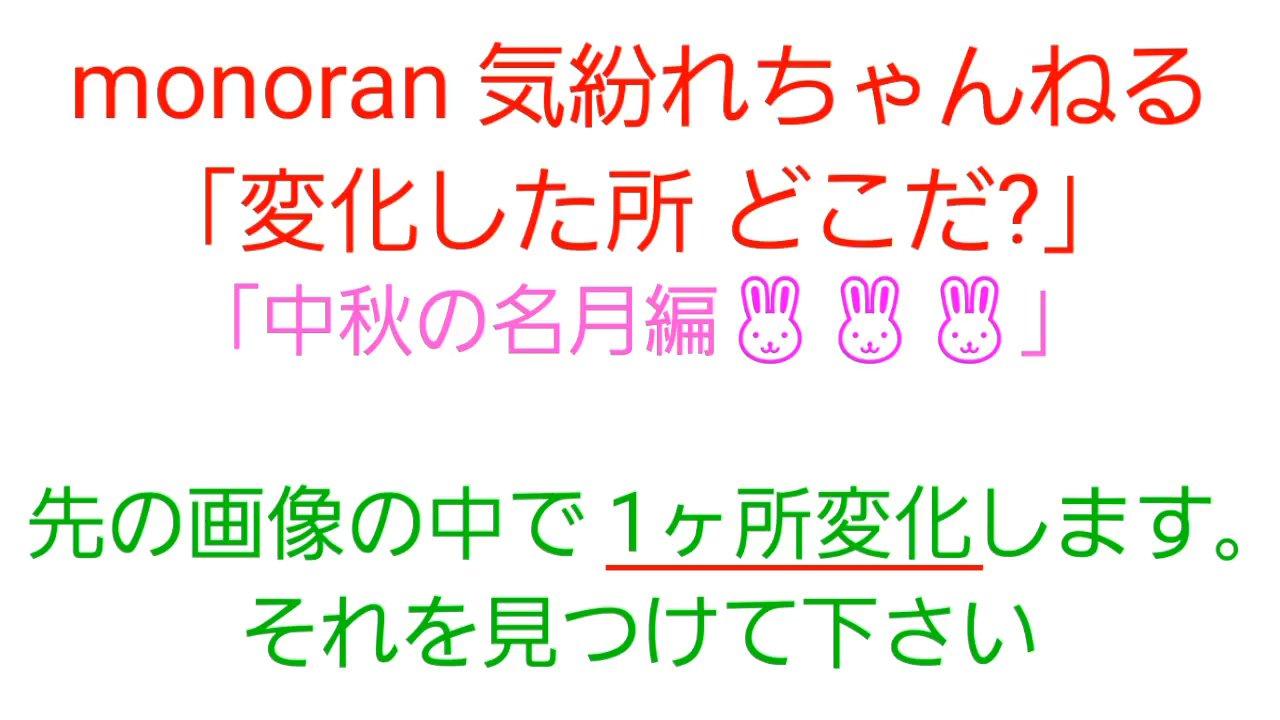 monoran 気紛れちゃんねる
「変化した所 どこだ?」
「中秋の名月編🐰🐰🐰」
先の画像の中で 1ヶ所変化します。
それを見つけて下さい